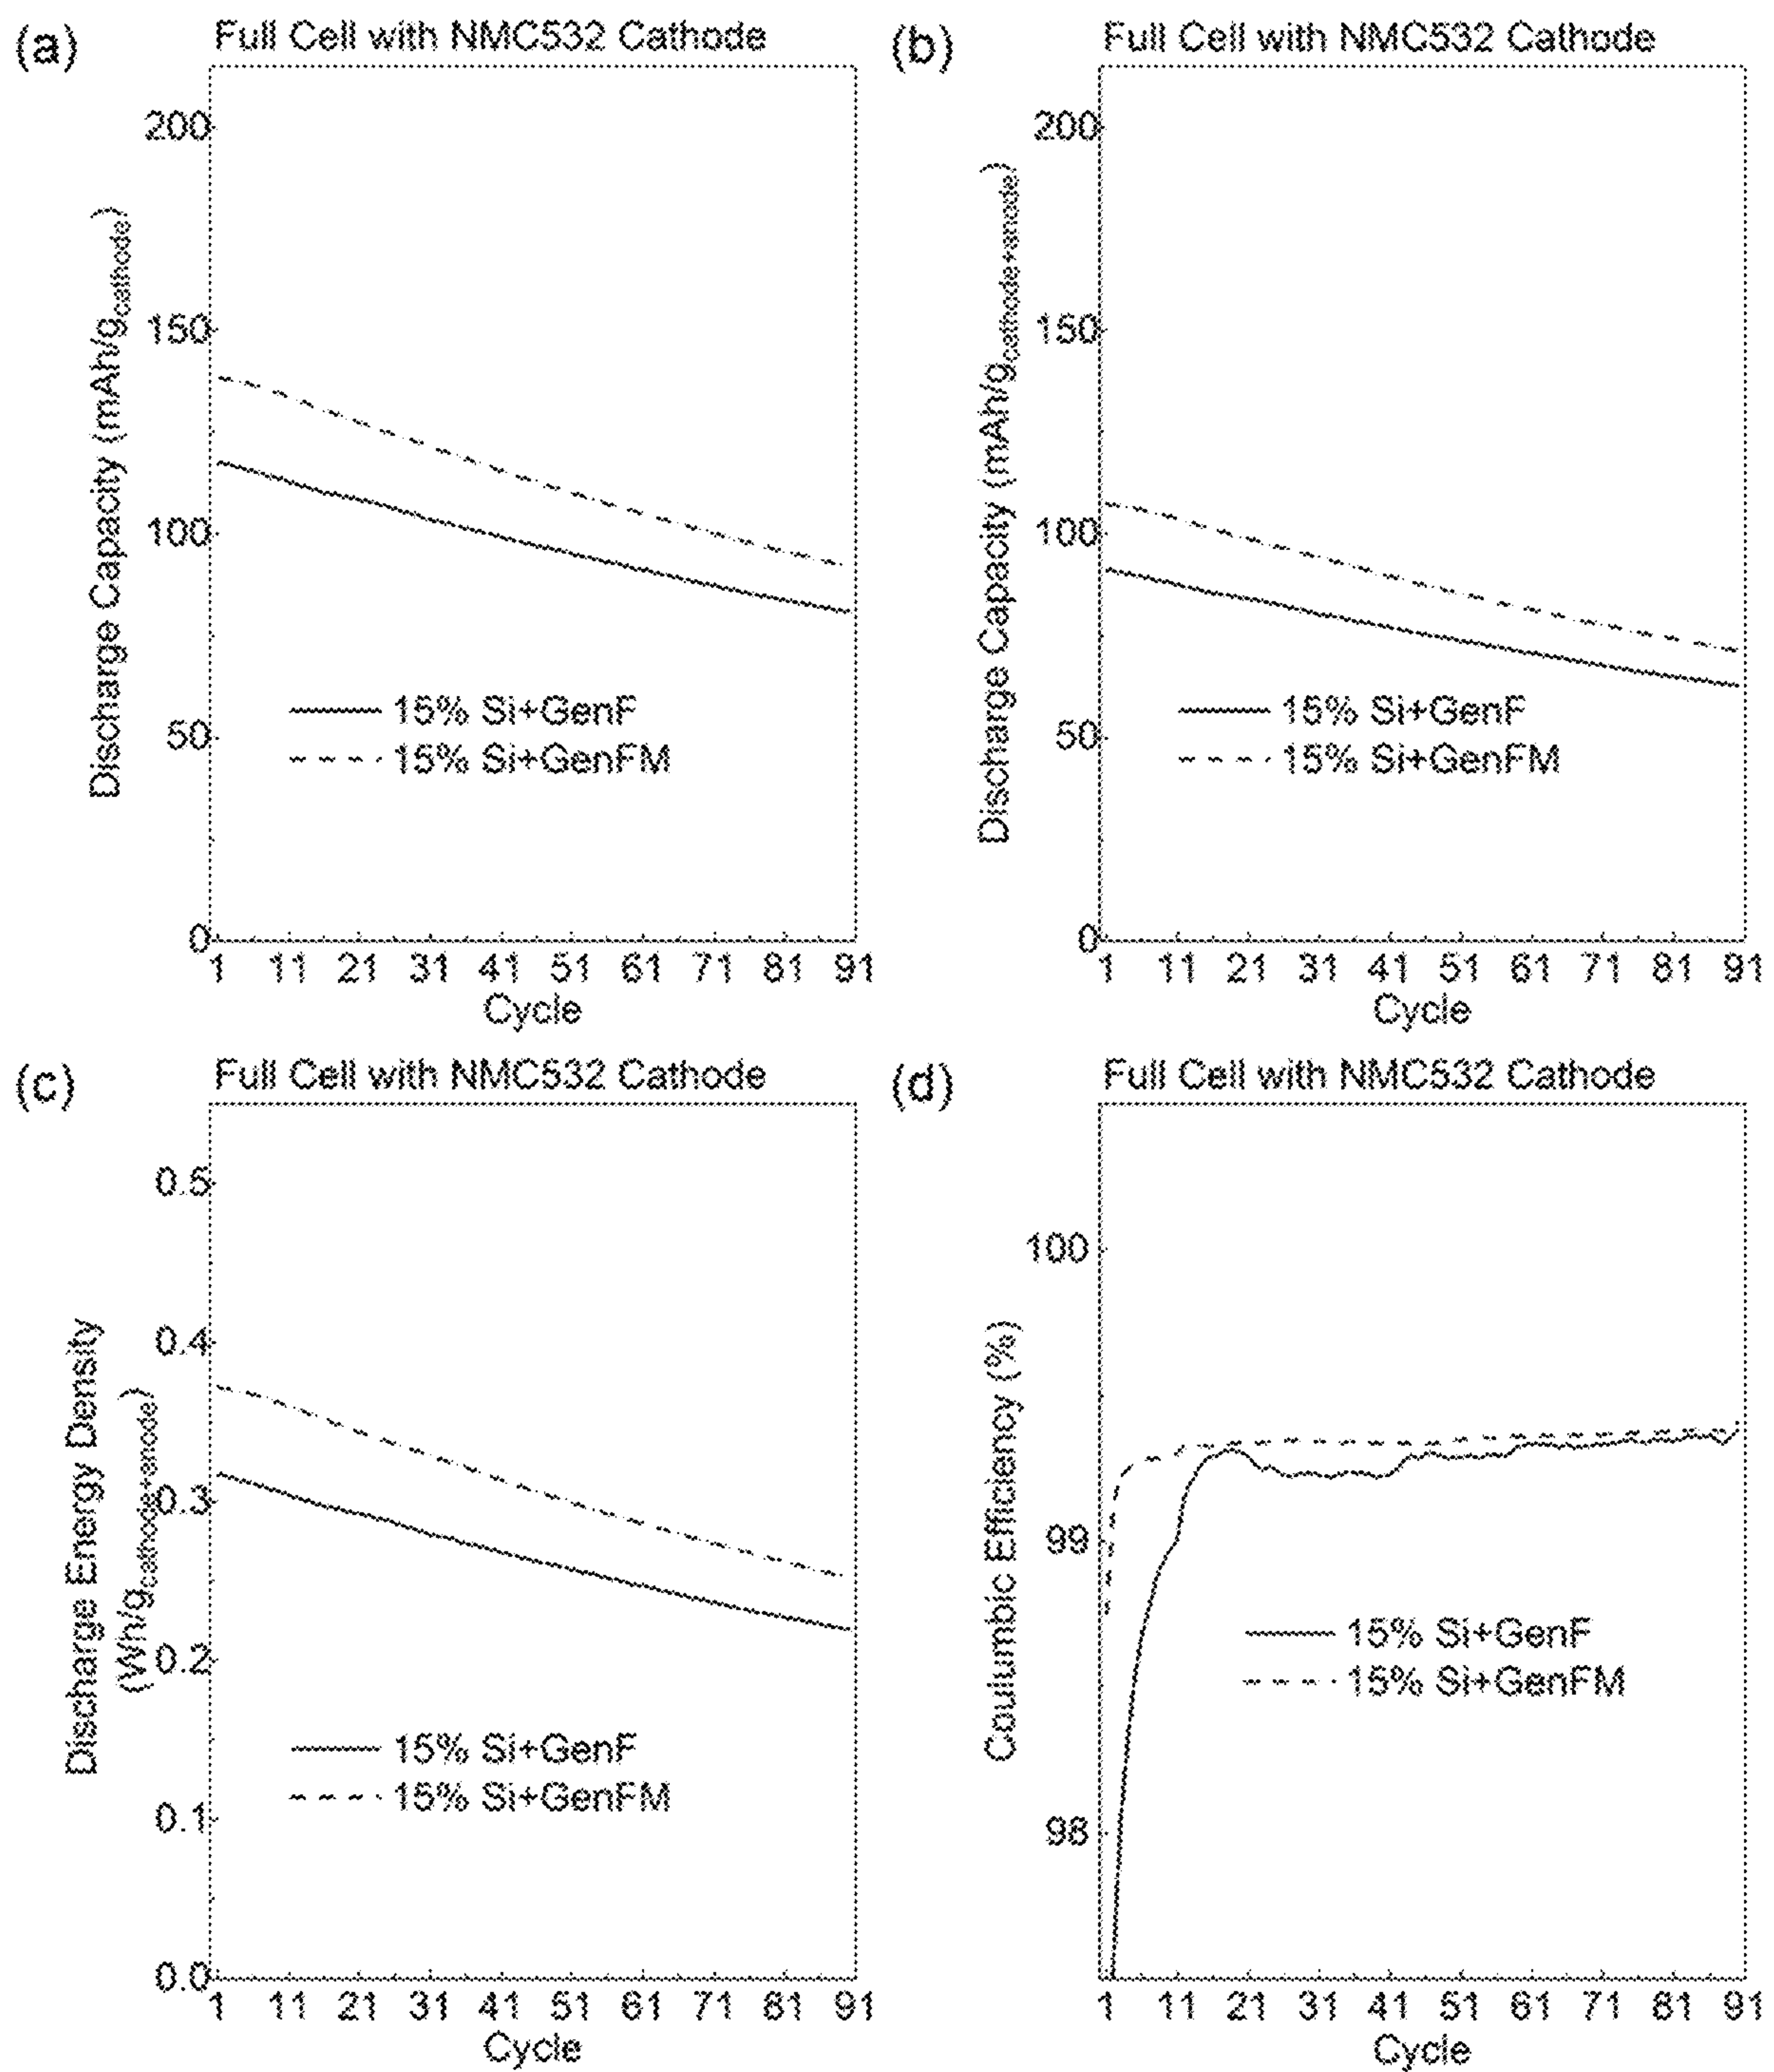 (a)
Full Cell with NMC532 Cathode
Discharge Capacity (mAh/gcathode)
200
150
100
50
0
15% Si+GenF
15% Si+GenFM
1 11 21 31 41 51 61 71 81 91
Cycle
(b)
Full Cell with NMC532 Cathode
Discharge Capacity (mAh/gcathode+anode)
200
150
100
50
0
15% Si+GenF
15% Si+GenFM
1 11 21 31 41 51 61 71 81 91
Cycle
(c)
Full Cell with NMC532 Cathode
Discharge Energy Density
(Wh/gcathode+anode)
0.5
0.4
0.3
0.2
0.1
0.0
15% Si+GenF
15% Si+GenFM
1 11 21 31 41 51 61 71 81 91
Cycle
(d)
Full Cell with NMC532 Cathode
Coulumbic Efficiency (%)
100
99
98
15% Si+GenF
15% Si+GenFM
1 11 21 31 41 51 61 71 81 91
Cycle